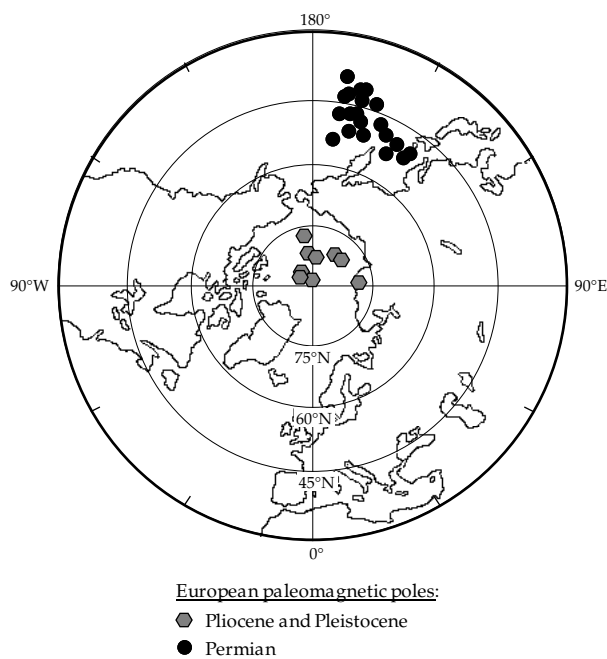 180°
90°W
90°E
75°N
60°N
45°N
0°
European paleomagnetic poles:
Pliocene and Pleistocene
Permian